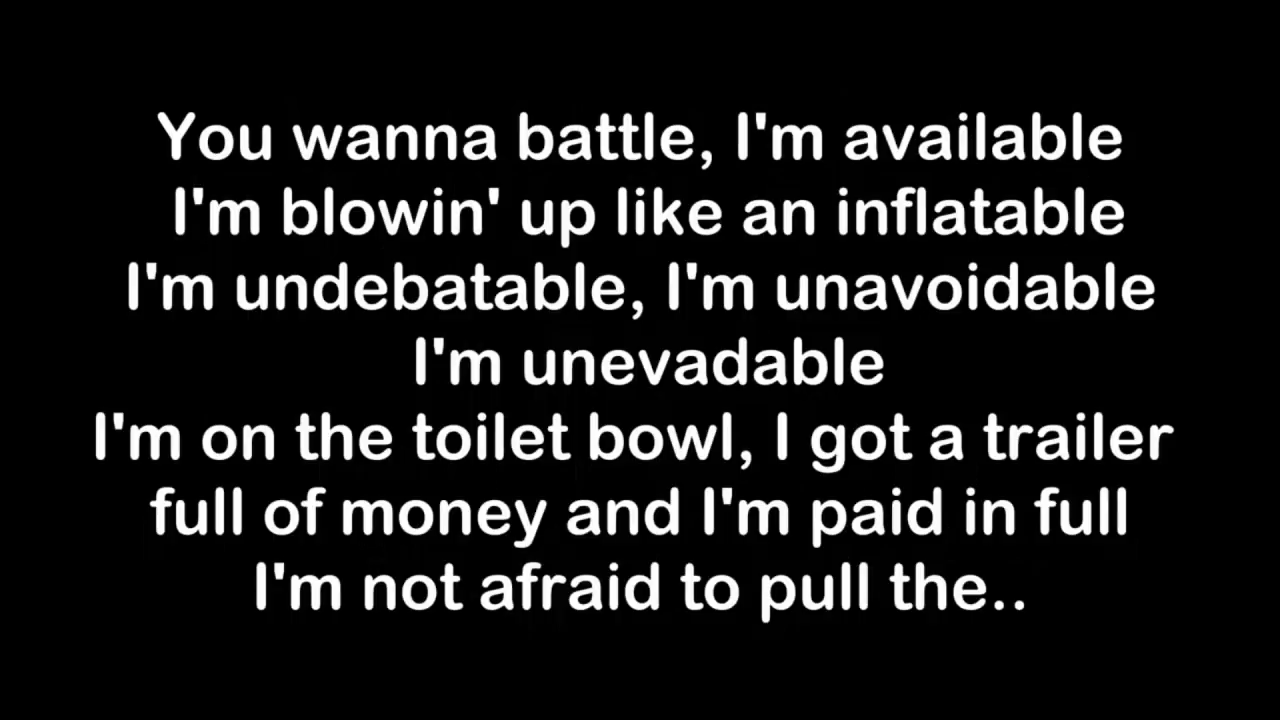 You wanna battle, I'm available
I'm blowin' up like an inflatable
I'm undebatable, I'm unavoidable
I'm unevadable
I'm on the toilet bowl, I got a trailer
full of money and I'm paid in full
I'm not afraid to pull the..